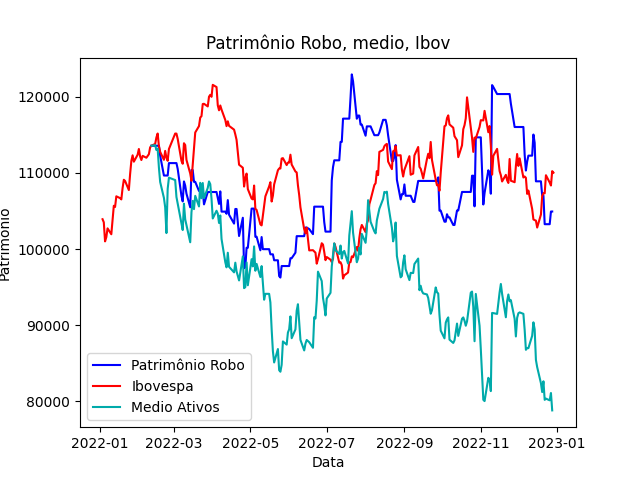 Patrimônio Robo, medio, Ibov
Patrimonio
120000
110000
100000
90000
80000
Patrimônio Robo
Ibovespa
Medio Ativos
2022-01 2022-03 2022-05 2022-07 2022-09 2022-11 2023-01
Data